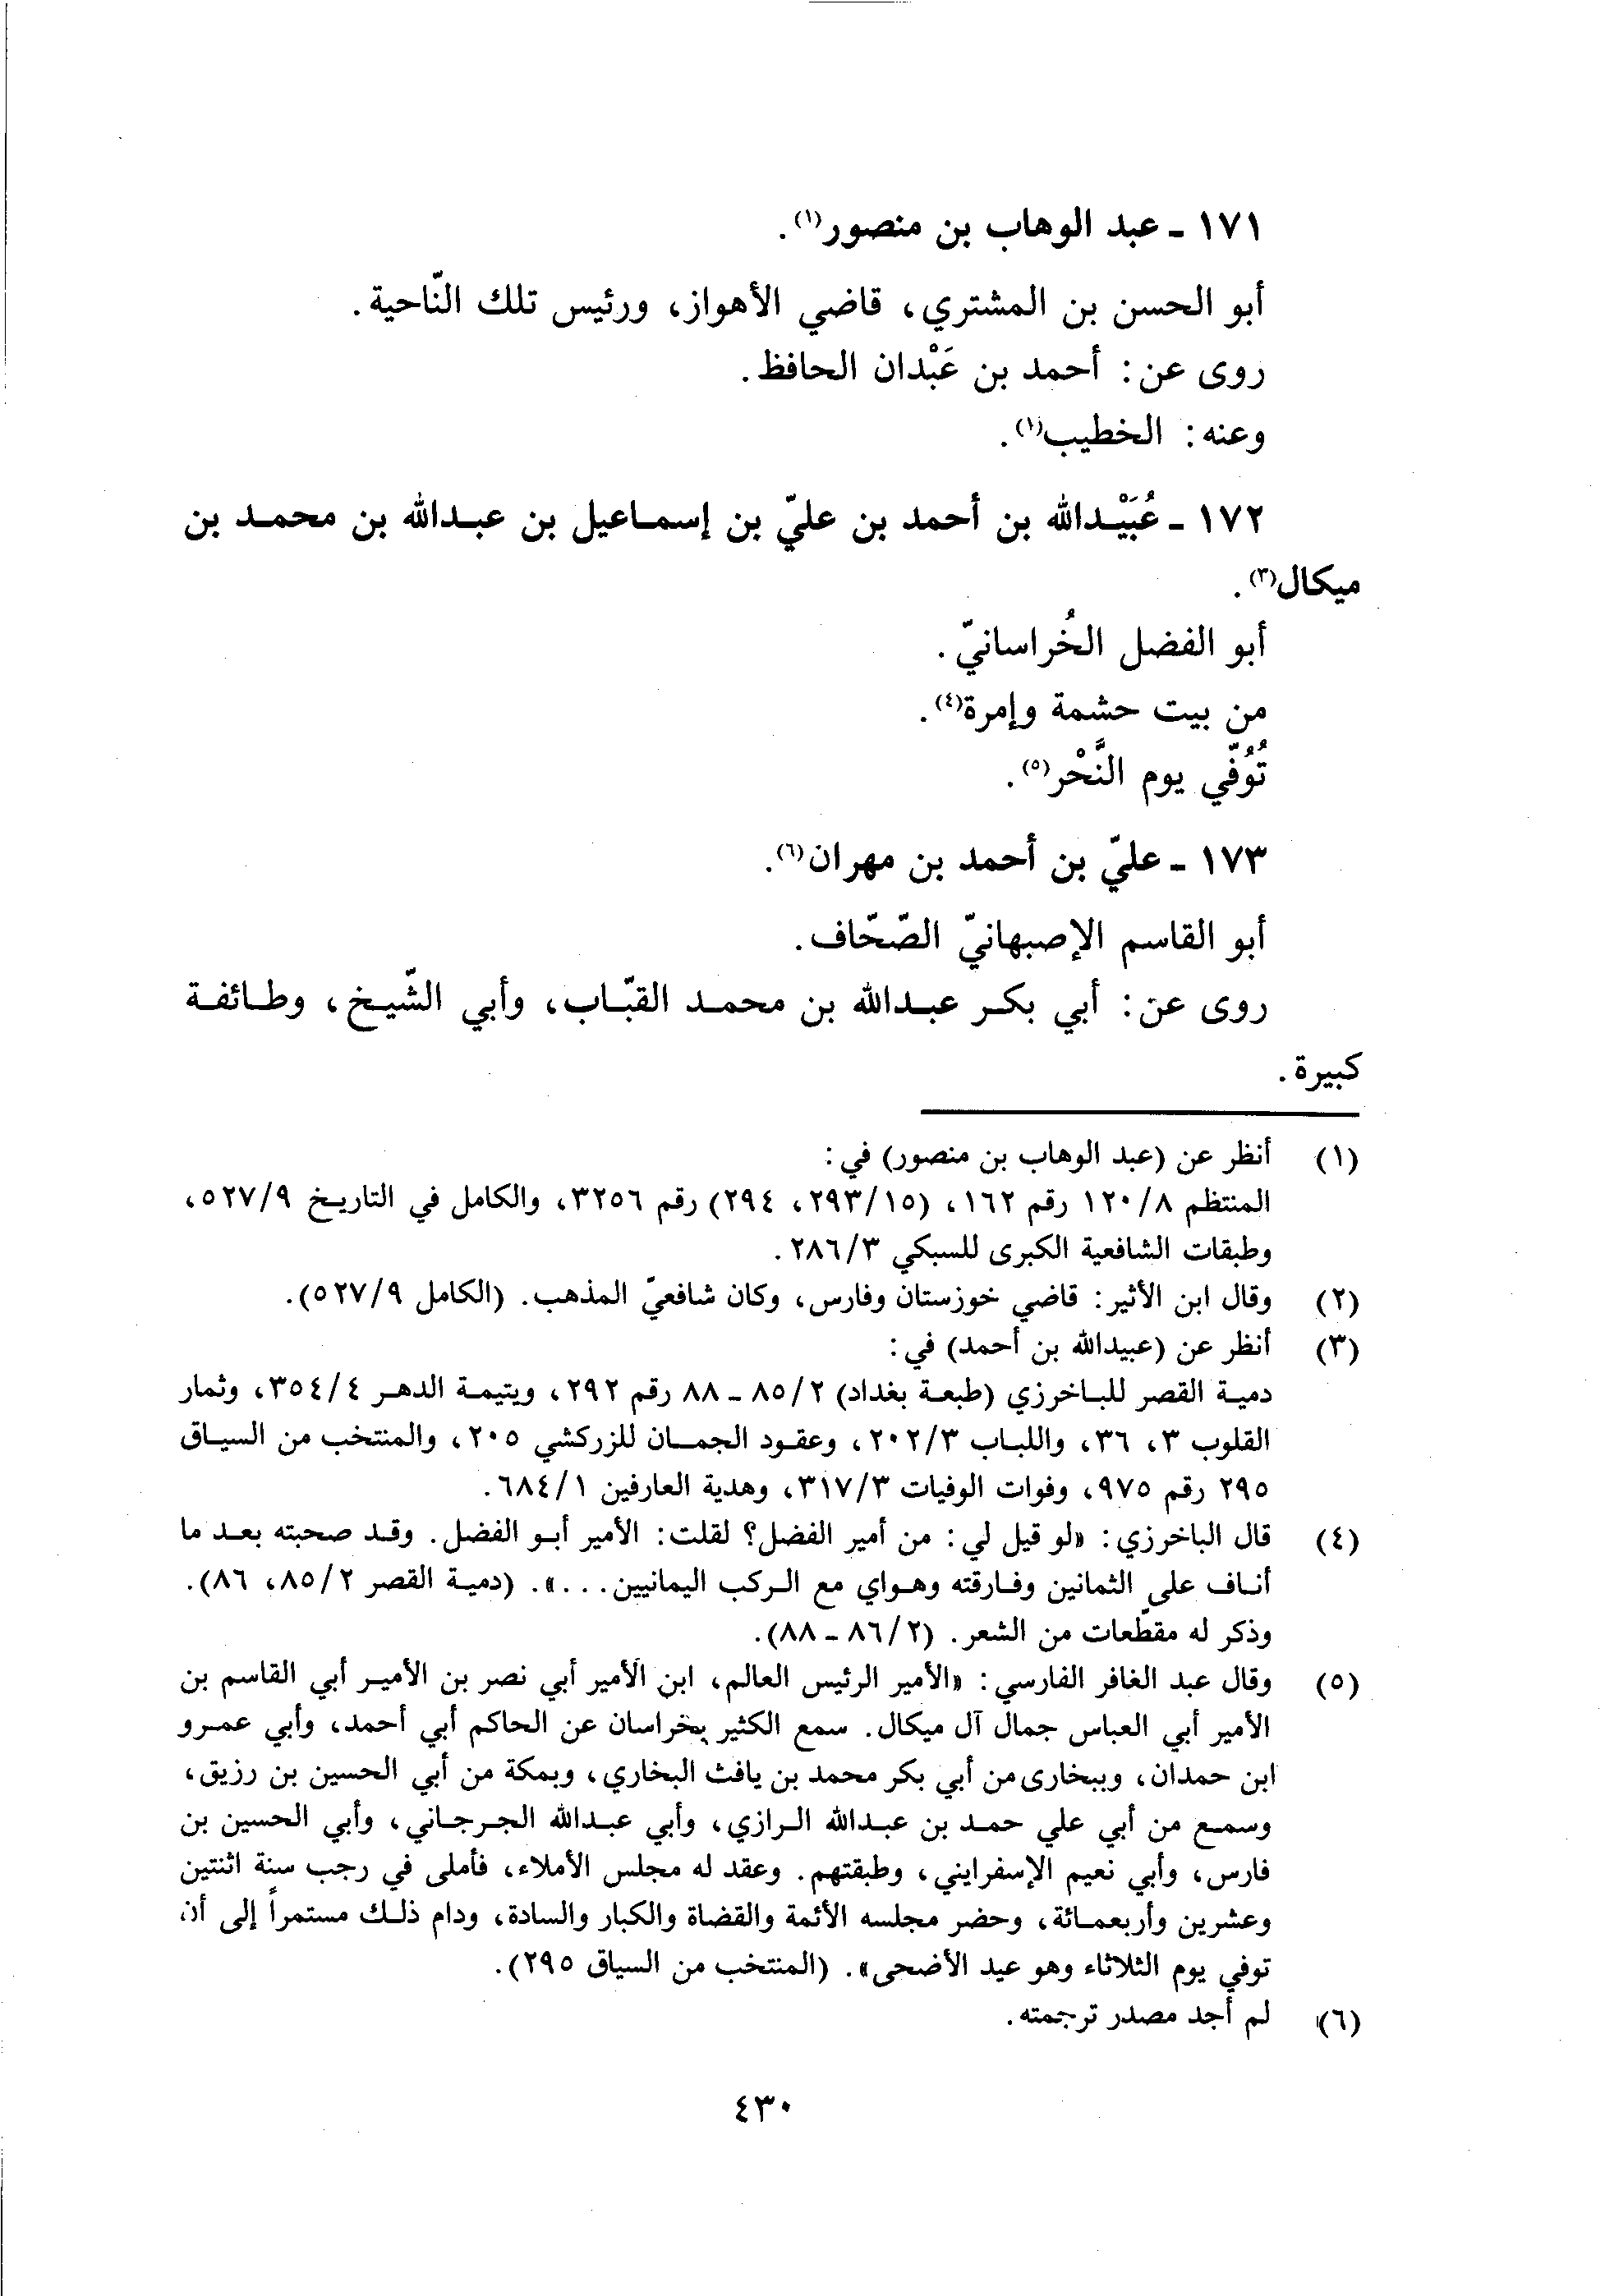 ١٧١ - عبد الوهاب بن منصور(١).
أبو الحسن بن المشتري، قاضي الأهواز، ورئيس تلك النّاحية.
روى عن: أحمد بن عَبْدان الحافظ.
وعنه: الخطيب(١).
١٧٢ - عُبَيْدالله بن أحمد بن عليّ بن إسماعيل بن عبدالله بن محمد بن
ميكال(٣).
أبو الفضل الخُراسانيّ.
من بيت حشمة وإمرة(٤).
تُوُفّي يوم النَّحْر(٥).
١٧٣ - عليّ بن أحمد بن مهران(٦).
أبو القاسم الإصبهانيّ الصّحّاف.
روى عن: أبي بكر عبدالله بن محمد القبّاب، وأبي الشّيخ، وطائفة
كبيرة.
(١) أنظر عن (عبد الوهاب بن منصور) في:
المنتظم ٨/ ١٢٠ رقم ١٦٢، (١٥/ ٢٩٣، ٢٩٤) رقم ٣٢٥٦، والكامل في التاريخ ٩/ ٥٢٧،
وطبقات الشافعية الكبرى للسبكي ٣/ ٢٨٦.
(٢) وقال ابن الأثير: قاضي خوزستان وفارس، وكان شافعيّ المذهب. (الكامل ٩/ ٥٢٧).
(٣) أنظر عن (عبيدالله بن أحمد) في:
دمية القصر للباخرزي (طبعة بغداد) ٢/ ٨٥ - ٨٨ رقم ٢٩٢، ويتيمة الدهر ٤/ ٣٥٤، وثمار
القلوب ٣، ٣٦، واللباب ٣/ ٢٠٢، وعقود الجمان للزركشي ٢٠٥، والمنتخب من السياق
٢٩٥ رقم ٩٧٥، وفوات الوفيات ٣/ ٣١٧، وهدية العارفين ١/ ٦٨٤.
(٤) قال الباخرزي: «لو قيل لي: من أمير الفضل؟ لقلت: الأمير أبو الفضل. وقد صحبته بعد ما
أناف على الثمانين وفارقته وهواي مع الركب اليمانيين...». (دمية القصر ٢/ ٨٥، ٨٦).
وذكر له مقطّعات من الشعر. (٢/ ٨٦ - ٨٨).
(٥) وقال عبد الغافر الفارسي: «الأمير الرئيس العالم، ابن الأمير أبي نصر بن الأمير أبي القاسم بن
الأمير أبي العباس جمال آل ميكال. سمع الكثير بخراسان عن الحاكم أبي أحمد، وأبي عمرو
ابن حمدان، وببخارى من أبي بكر محمد بن يافث البخاري، وبمكة من أبي الحسين بن رزيق،
وسمع من أبي علي حمد بن عبدالله الرازي، وأبي عبدالله الجرجاني، وأبي الحسين بن
فارس، وأبي نعيم الإسفرايني، وطبقتهم. وعقد له مجلس الأملاء، فأملى في رجب سنة اثنتين
وعشرين وأربعمائة، وحضر مجلسه الأئمة والقضاة والكبار والسادة، ودام ذلك مستمراً إلى أن
توفي يوم الثلاثاء وهو عيد الأضحى». (المنتخب من السياق ٢٩٥).
(٦) لم أجد مصدر ترجمته.
٤٣٠